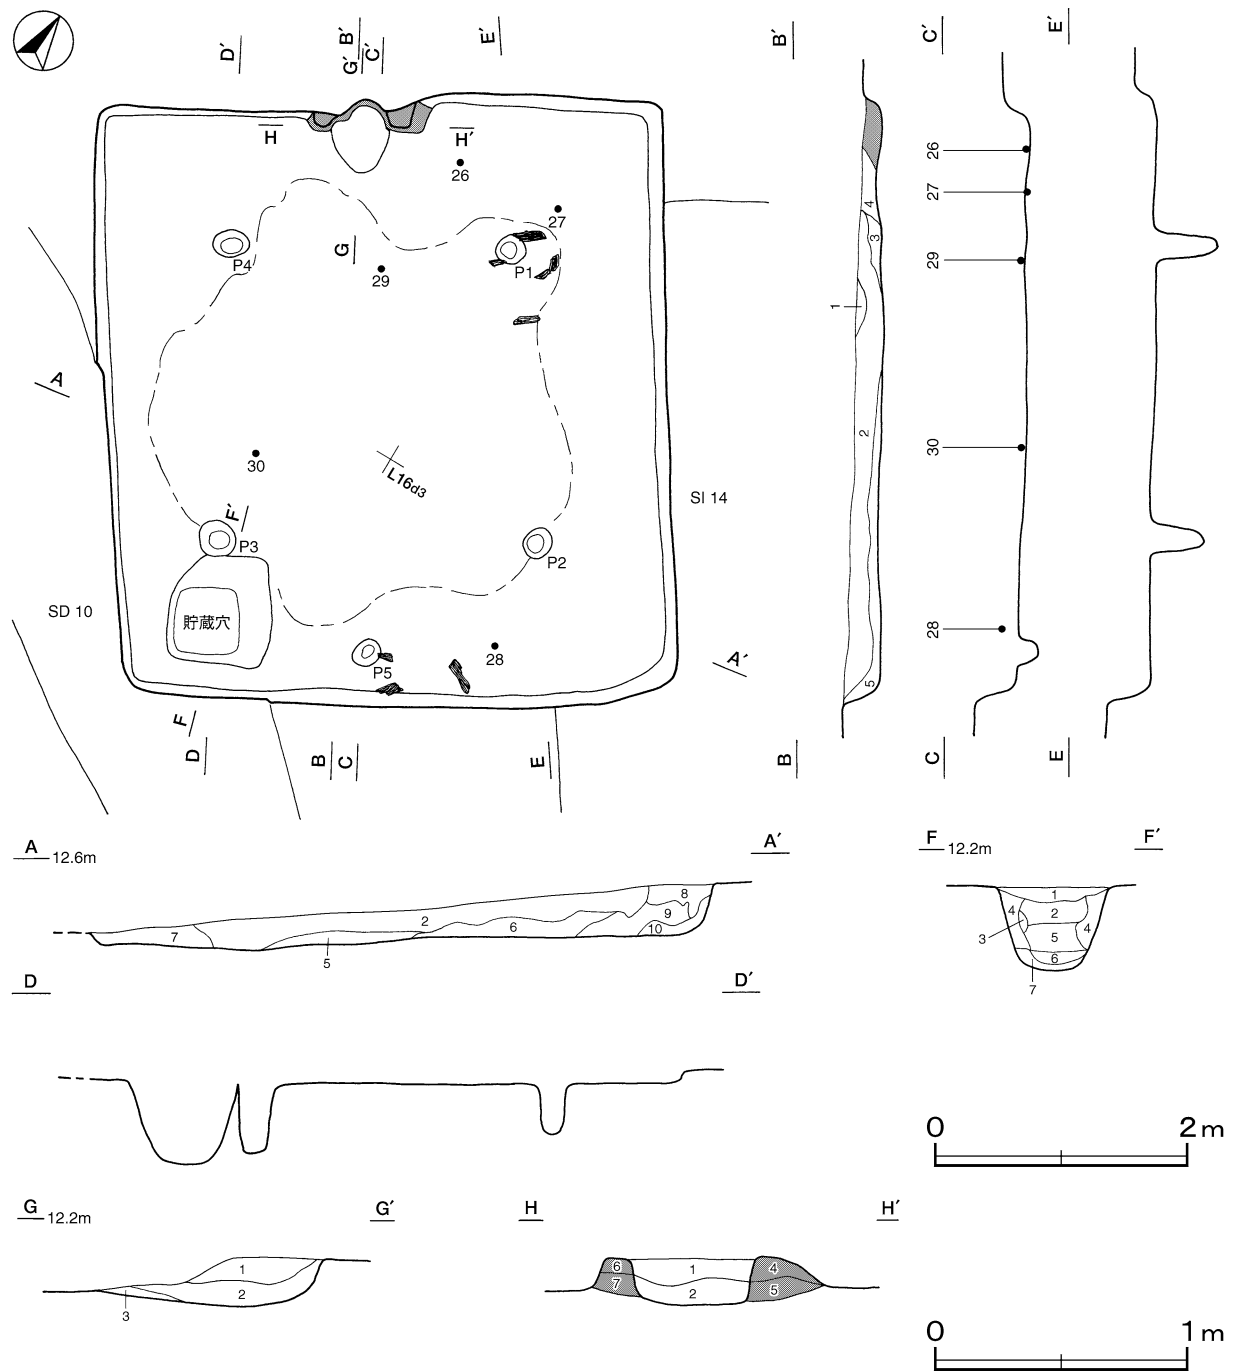 D′
B′
G′
C′
E′
B′
C′
E′
H
H′
26
27
P4
G
29
P1
A
30
L16d3
F′
P3
P2
SI 14
SD 10
貯蔵穴
P5
28
A′
F
D
B
C
E
4
3
1
2
5
B
26
27
29
30
28
C
E
A
12.6m
A′
2
5
6
7
8
9
10
F
12.2m
F′
1
2
3
4
4
5
6
7
D
D′
0
2m
G
12.2m
G′
1
2
3
H
H′
6
7
1
2
4
5
0
1m